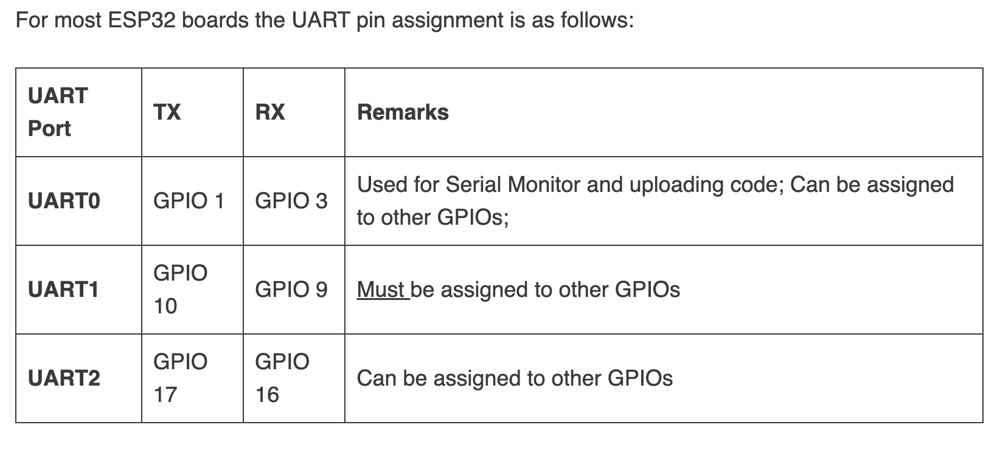 For most ESP32 boards the UART pin assignment is as follows:
UART
Port
TX
RX
Remarks
UART0
GPIO 1
GPIO 3
Used for Serial Monitor and uploading code; Can be assigned
to other GPIOs;
UART1
GPIO
10
GPIO 9
Must be assigned to other GPIOs
UART2
GPIO
17
GPIO
16
Can be assigned to other GPIOs